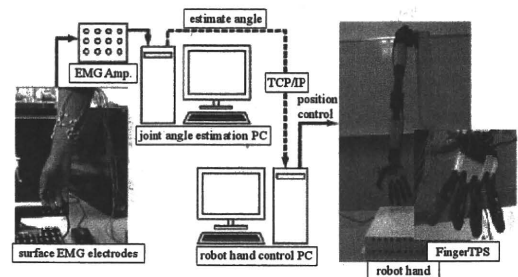 estimate angle
EMG Amp.
TCP/IP
position
control
joint angle estimation PC
surface EMG electrodes
robot hand control PC
FingerTPS
robot hand